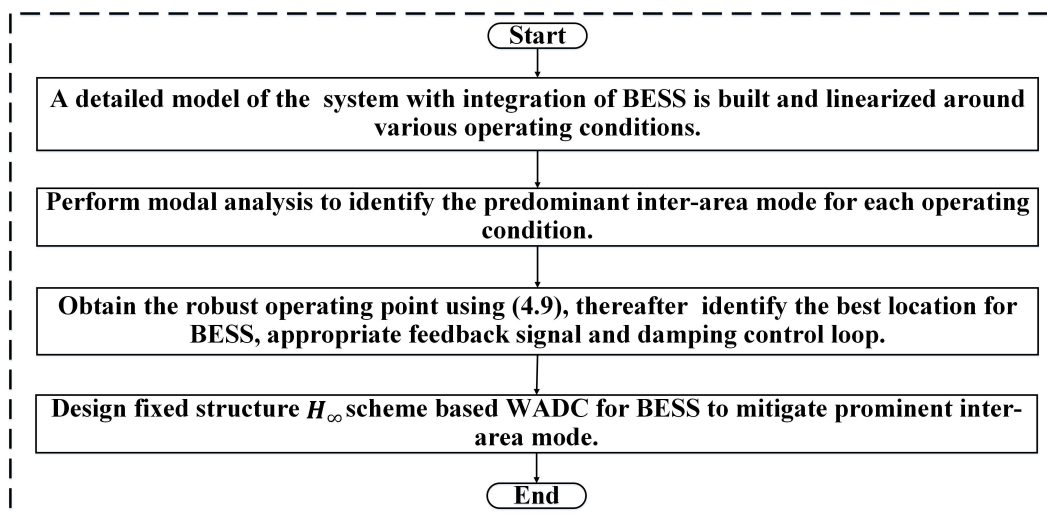 Start
A detailed model of the system with integration of BESS is built and linearized around
various operating conditions.
Perform modal analysis to identify the predominant inter-area mode for each operating
condition.
Obtain the robust operating point using (4.9), thereafter identify the best location for
BESS, appropriate feedback signal and damping control loop.
Design fixed structure H∞ scheme based WADC for BESS to mitigate prominent inter-
area mode.
End